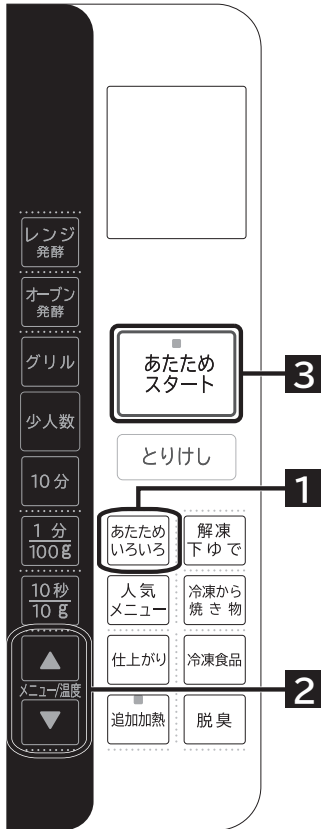 レンジ
発酵
オーブン
発酵
グリル
少人数
10分
1分
100g
10秒
10g
▲
メニュー/温度
▼
あたため
スタート
とりけし
あたため
いろいろ
解凍
下ゆで
人気
メニュー
冷凍から
焼き物
仕上がり
冷凍食品
追加加熱
脱臭
3
1
2